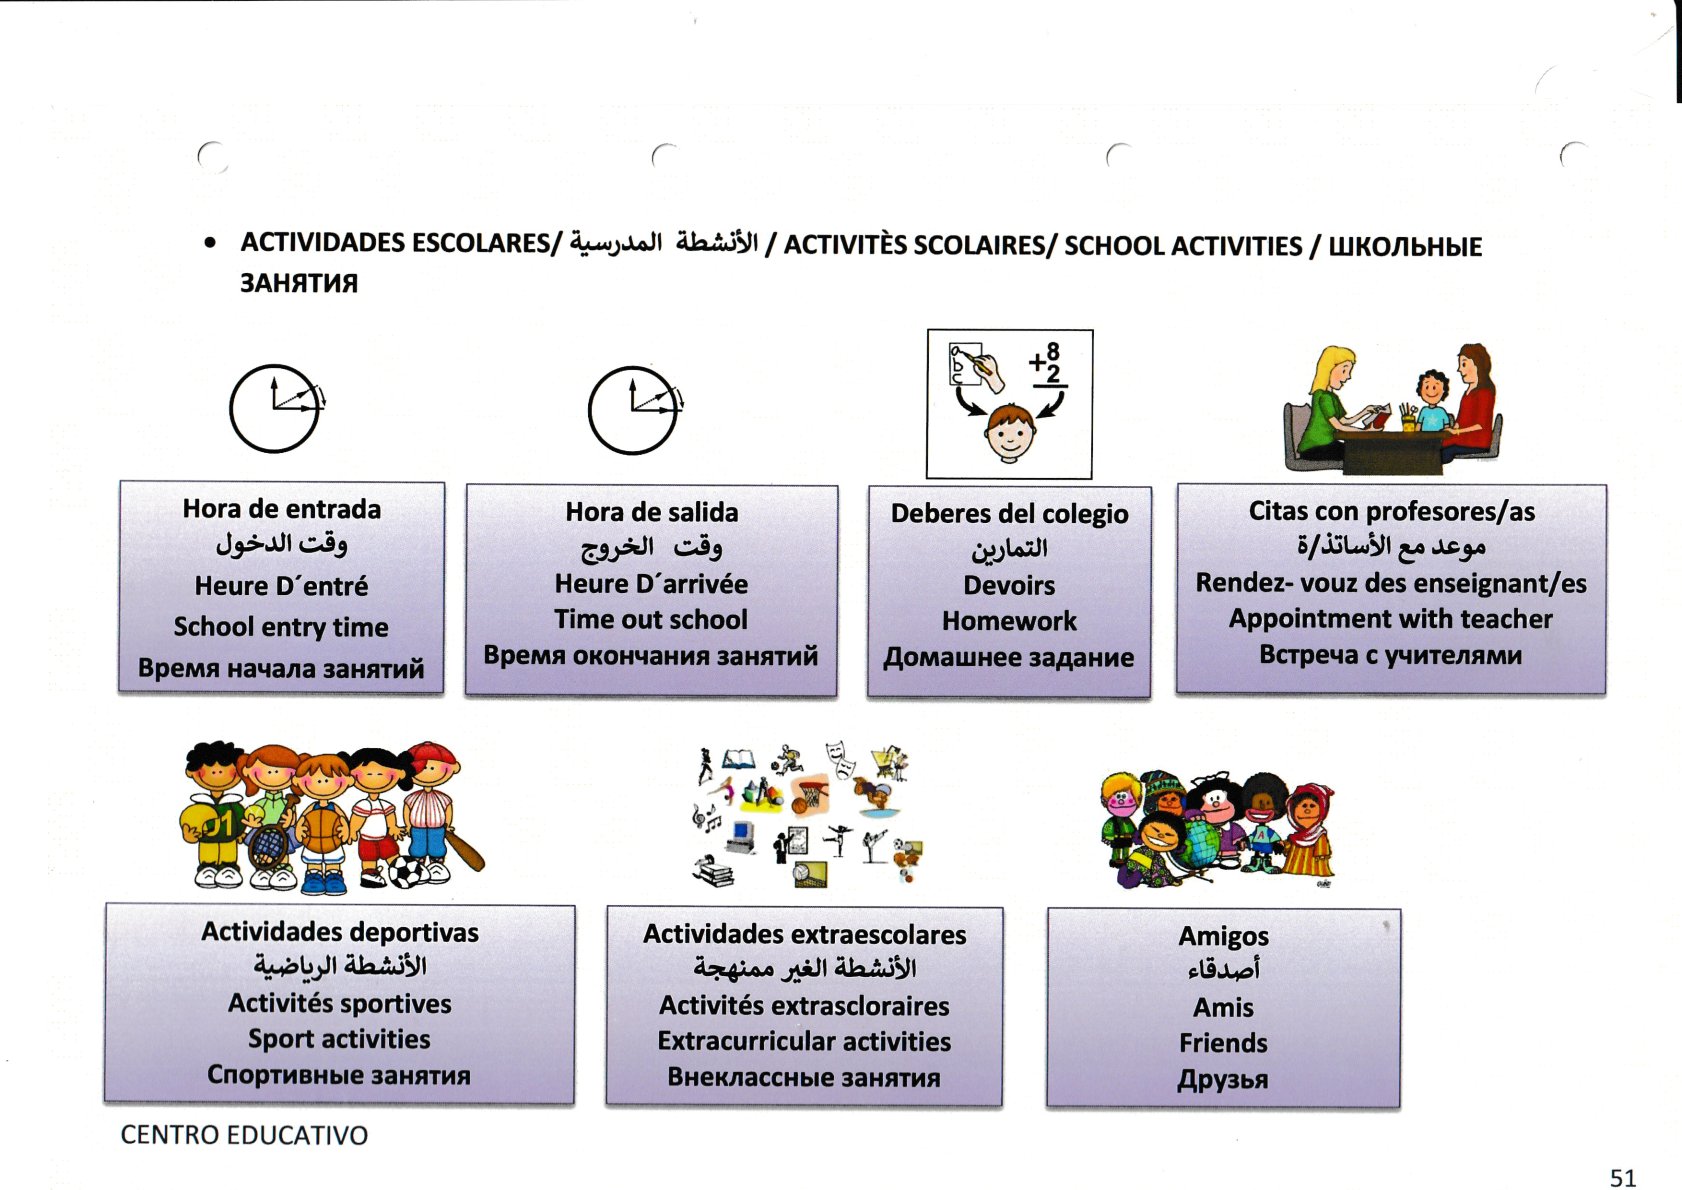 • ACTIVIDADES ESCOLARES/ الأنشطة المدرسية / ACTIVITÈS SCOLAIRES/ SCHOOL ACTIVITIES / ШКОЛЬНЫЕ
ЗАНЯТИЯ
a
b
c
+8
2
Hora de entrada
وقت الدخول
Heure D´entré
School entry time
Время начала занятий
Hora de salida
وقت الخروج
Heure D´arrivée
Time out school
Время окончания занятий
Deberes del colegio
التمارين
Devoirs
Homework
Домашнее задание
Citas con profesores/as
موعد مع الأساتذ/ة
Rendez- vouz des enseignant/es
Appointment with teacher
Встреча с учителями
01
A
Actividades deportivas
الأنشطة الرياضية
Activités sportives
Sport activities
Спортивные занятия
Actividades extraescolares
الأنشطة الغير ممنهجة
Activités extrascloraires
Extracurricular activities
Внеклассные занятия
Amigos
أصدقاء
Amis
Friends
Друзья
CENTRO EDUCATIVO
51